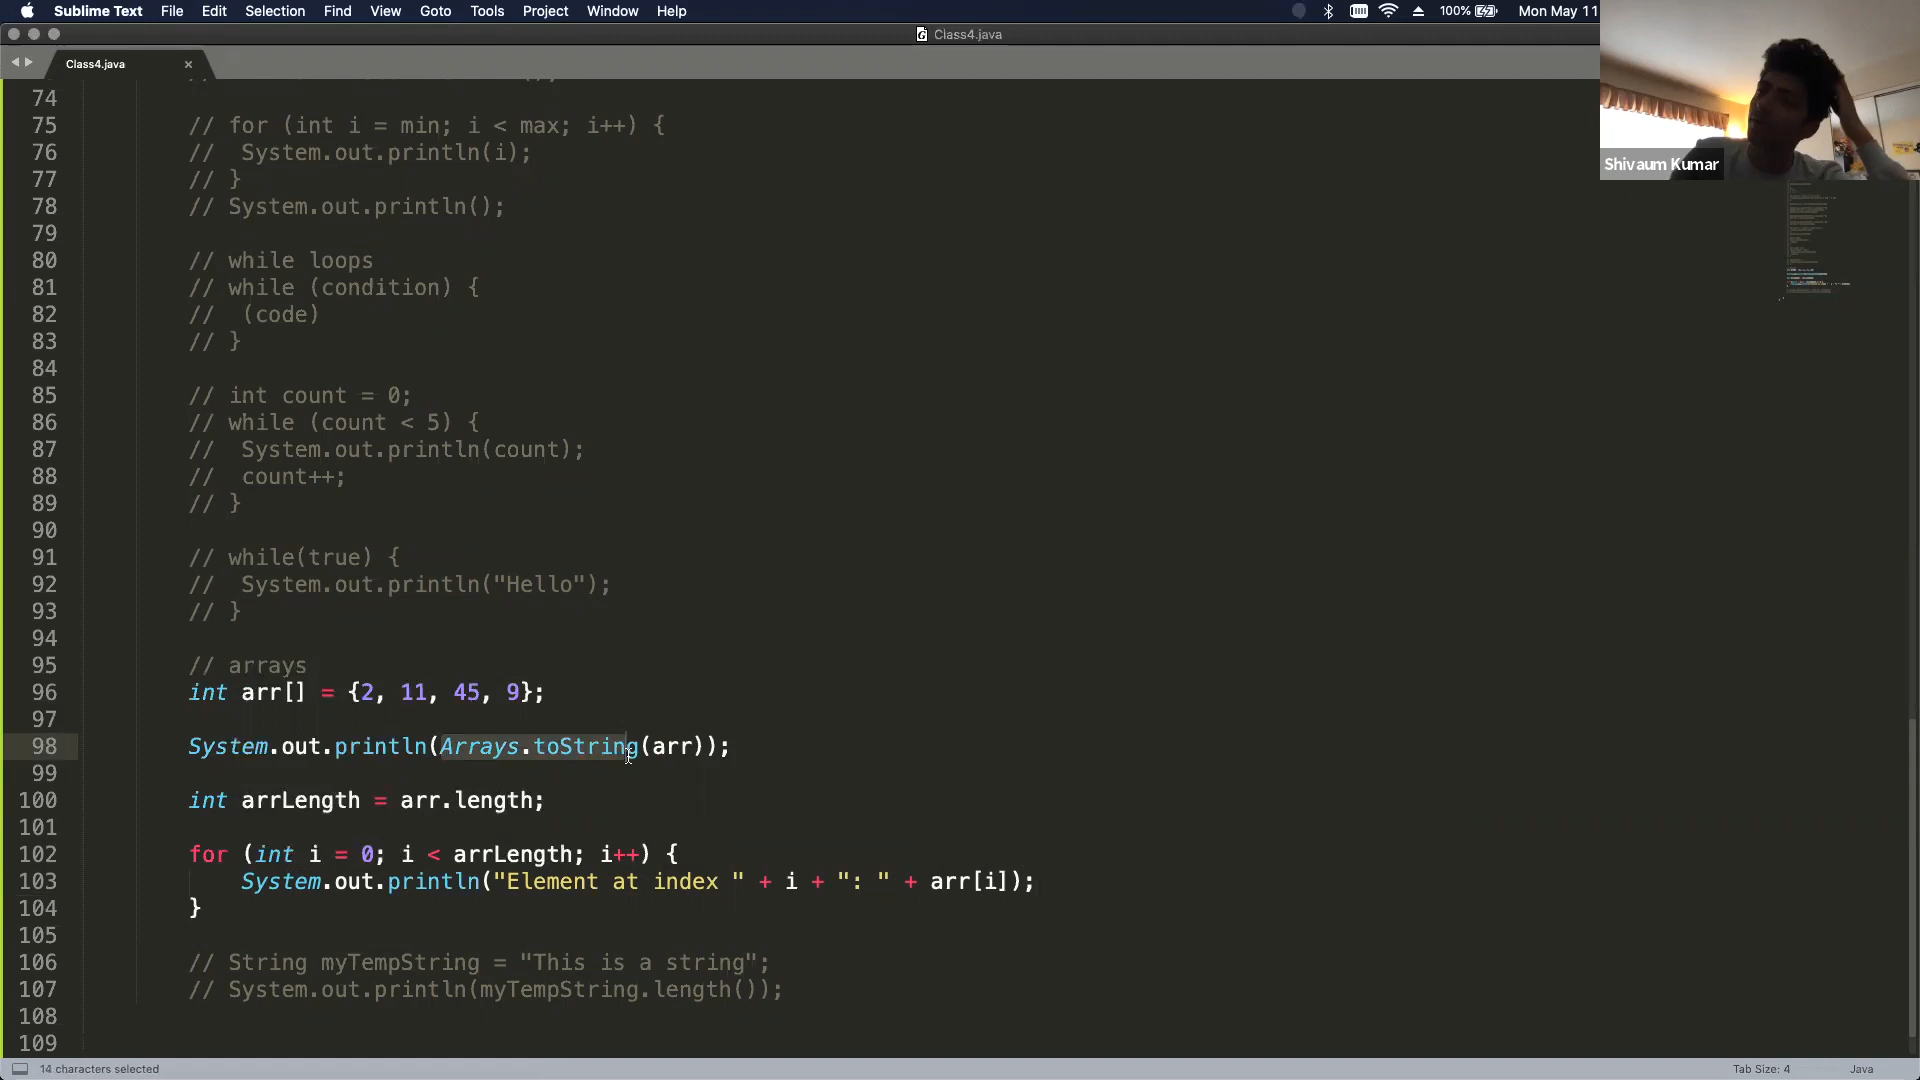 Sublime Text File Edit Selection Find View Goto Tools Project Window Help 100% Mon May 11
Class4.java
Class4.java ×
Shivaum Kumar
74
75 // for (int i = min; i < max; i++) {
76 //  System.out.println(i);
77 // }
78 // System.out.println();
79
80 // while loops
81 // while (condition) {
82 //  (code)
83 // }
84
85 // int count = 0;
86 // while (count < 5) {
87 //  System.out.println(count);
88 //  count++;
89 // }
90
91 // while(true) {
92 //  System.out.println("Hello");
93 // }
94
95 // arrays
96 int arr[] = {2, 11, 45, 9};
97
98 System.out.println(Arrays.toString(arr));
99
100 int arrLength = arr.length;
101
102 for (int i = 0; i < arrLength; i++) {
103     System.out.println("Element at index " + i + ": " + arr[i]);
104 }
105
106 // String myTempString = "This is a string";
107 // System.out.println(myTempString.length());
108
109
14 characters selected Tab Size: 4 Java